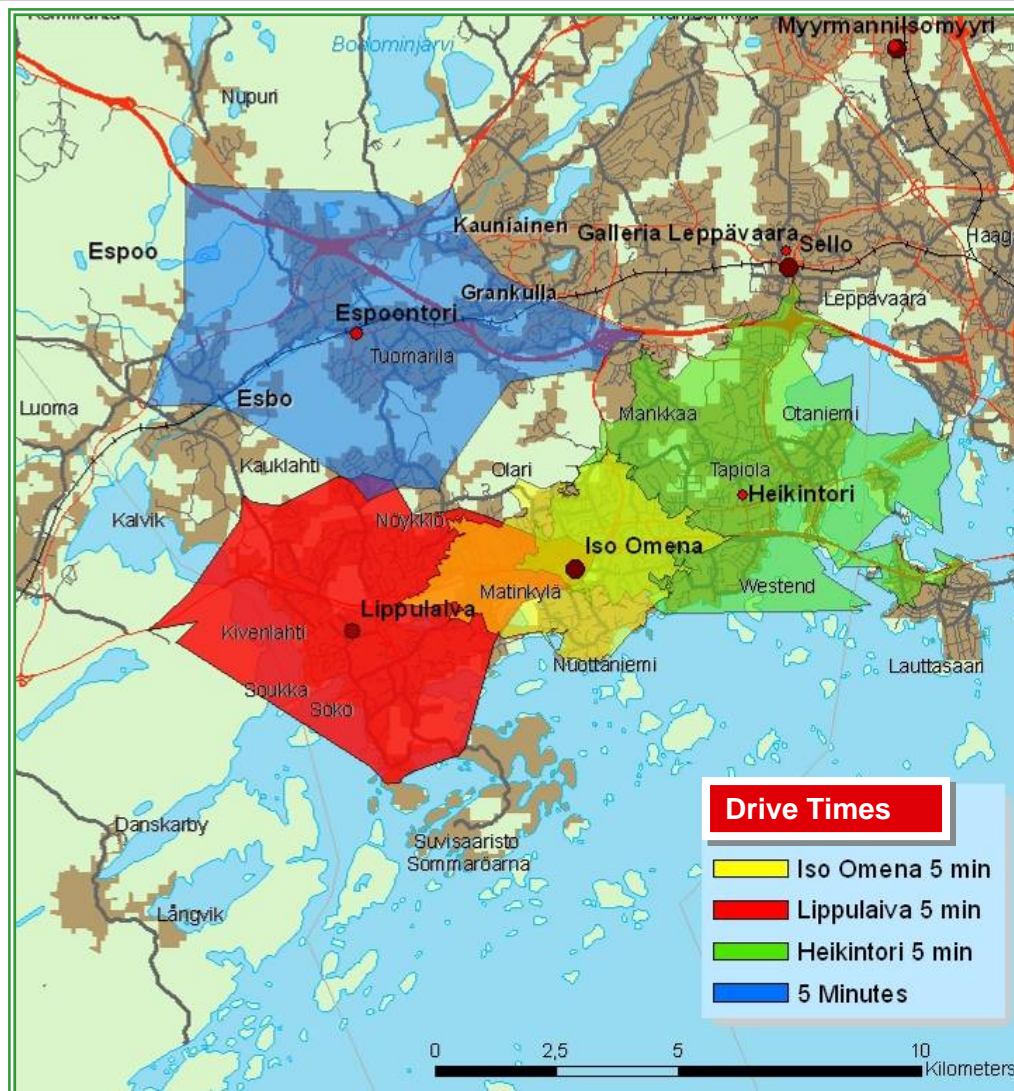 Myyrmanni Isomyyri
Bodominjärvi
Nupuri
Kauniainen
Galleria Leppävaara
Sello
Espoo
Grankulla
Leppävaara
Espoontori
Tuomarila
Esbo
Luoma
Mankkaa
Otaniemi
Kauklahti
Olari
Tapiola
Heikintori
Kalvik
Nöykkiö
Iso Omena
Matinkylä
Westend
Lippulaiva
Kivenlahti
Nuottaniemi
Lauttasaari
Soukka
Soko
Drive Times
Danskarby
Suvisaaristo
Sommaröarna
Iso Omena 5 min
Långvik
Lippulaiva 5 min
Heikintori 5 min
5 Minutes
0 2,5 5 10
Kilometers